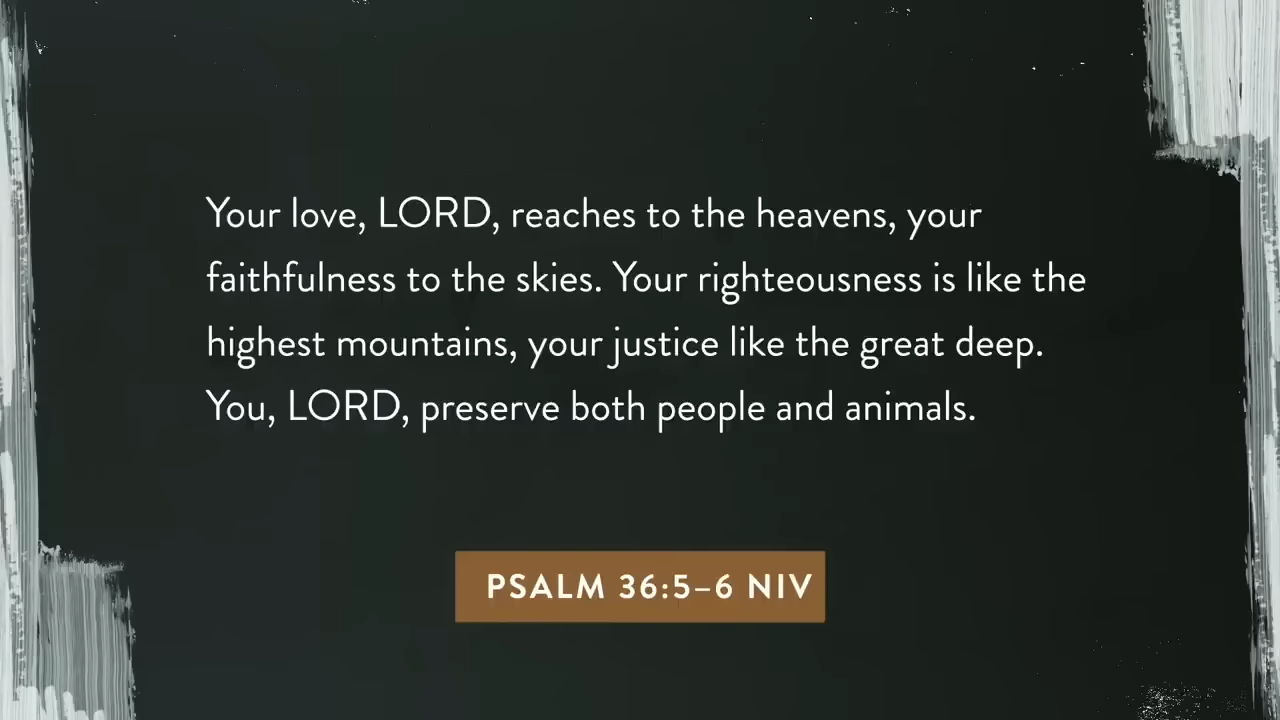 Your love, LORD, reaches to the heavens, your
faithfulness to the skies. Your righteousness is like the
highest mountains, your justice like the great deep.
You, LORD, preserve both people and animals.
PSALM 36:5–6 NIV